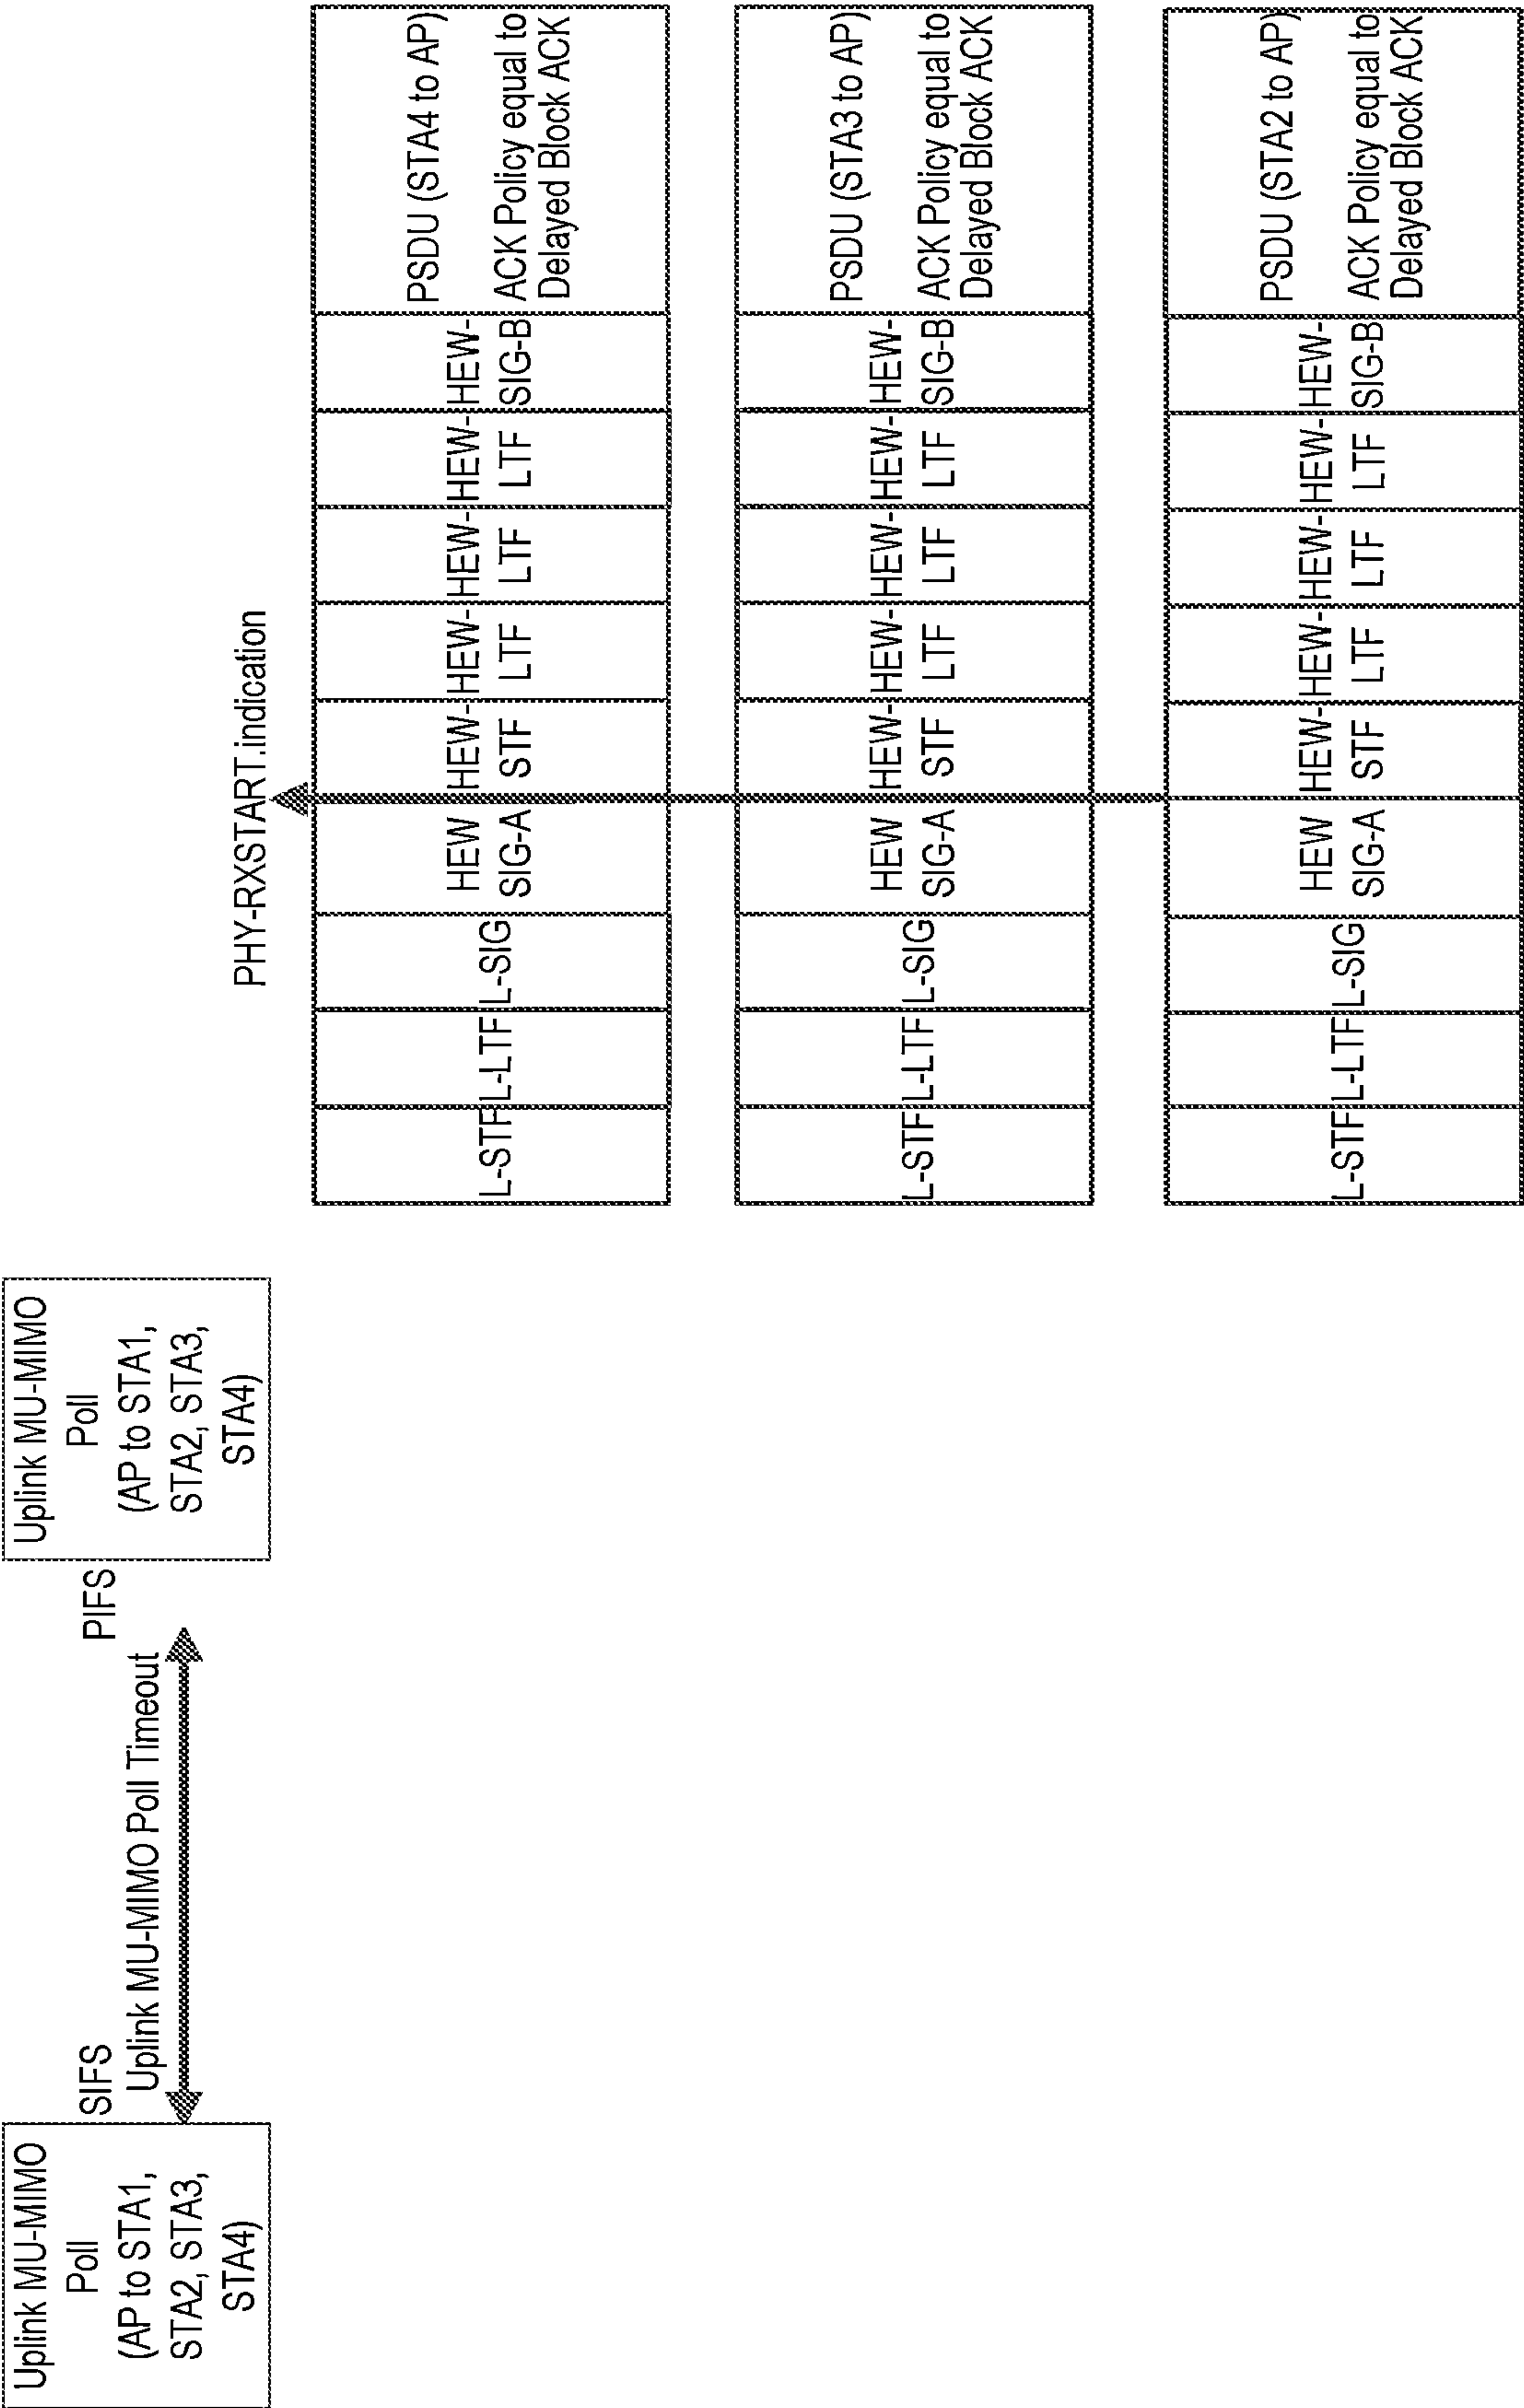 Uplink MU-MIMO
Poll
(AP to STA1,
STA2, STA3,
STA4)
SIFS
Uplink MU-MIMO Poll Timeout
PIFS
Uplink MU-MIMO
Poll
(AP to STA1,
STA2, STA3,
STA4)
PHY-RXSTART.indication
L-STF
L-LTF
L-SIG
HEW
SIG-A
HEW-
STF
HEW-
LTF
HEW-
LTF
HEW-
LTF
HEW-
SIG-B
PSDU (STA4 to AP)
ACK Policy equal to
Delayed Block ACK
L-STF
L-LTF
L-SIG
HEW
SIG-A
HEW-
STF
HEW-
LTF
HEW-
LTF
HEW-
LTF
HEW-
SIG-B
PSDU (STA3 to AP)
ACK Policy equal to
Delayed Block ACK
L-STF
L-LTF
L-SIG
HEW
SIG-A
HEW-
STF
HEW-
LTF
HEW-
LTF
HEW-
LTF
HEW-
SIG-B
PSDU (STA2 to AP)
ACK Policy equal to
Delayed Block ACK